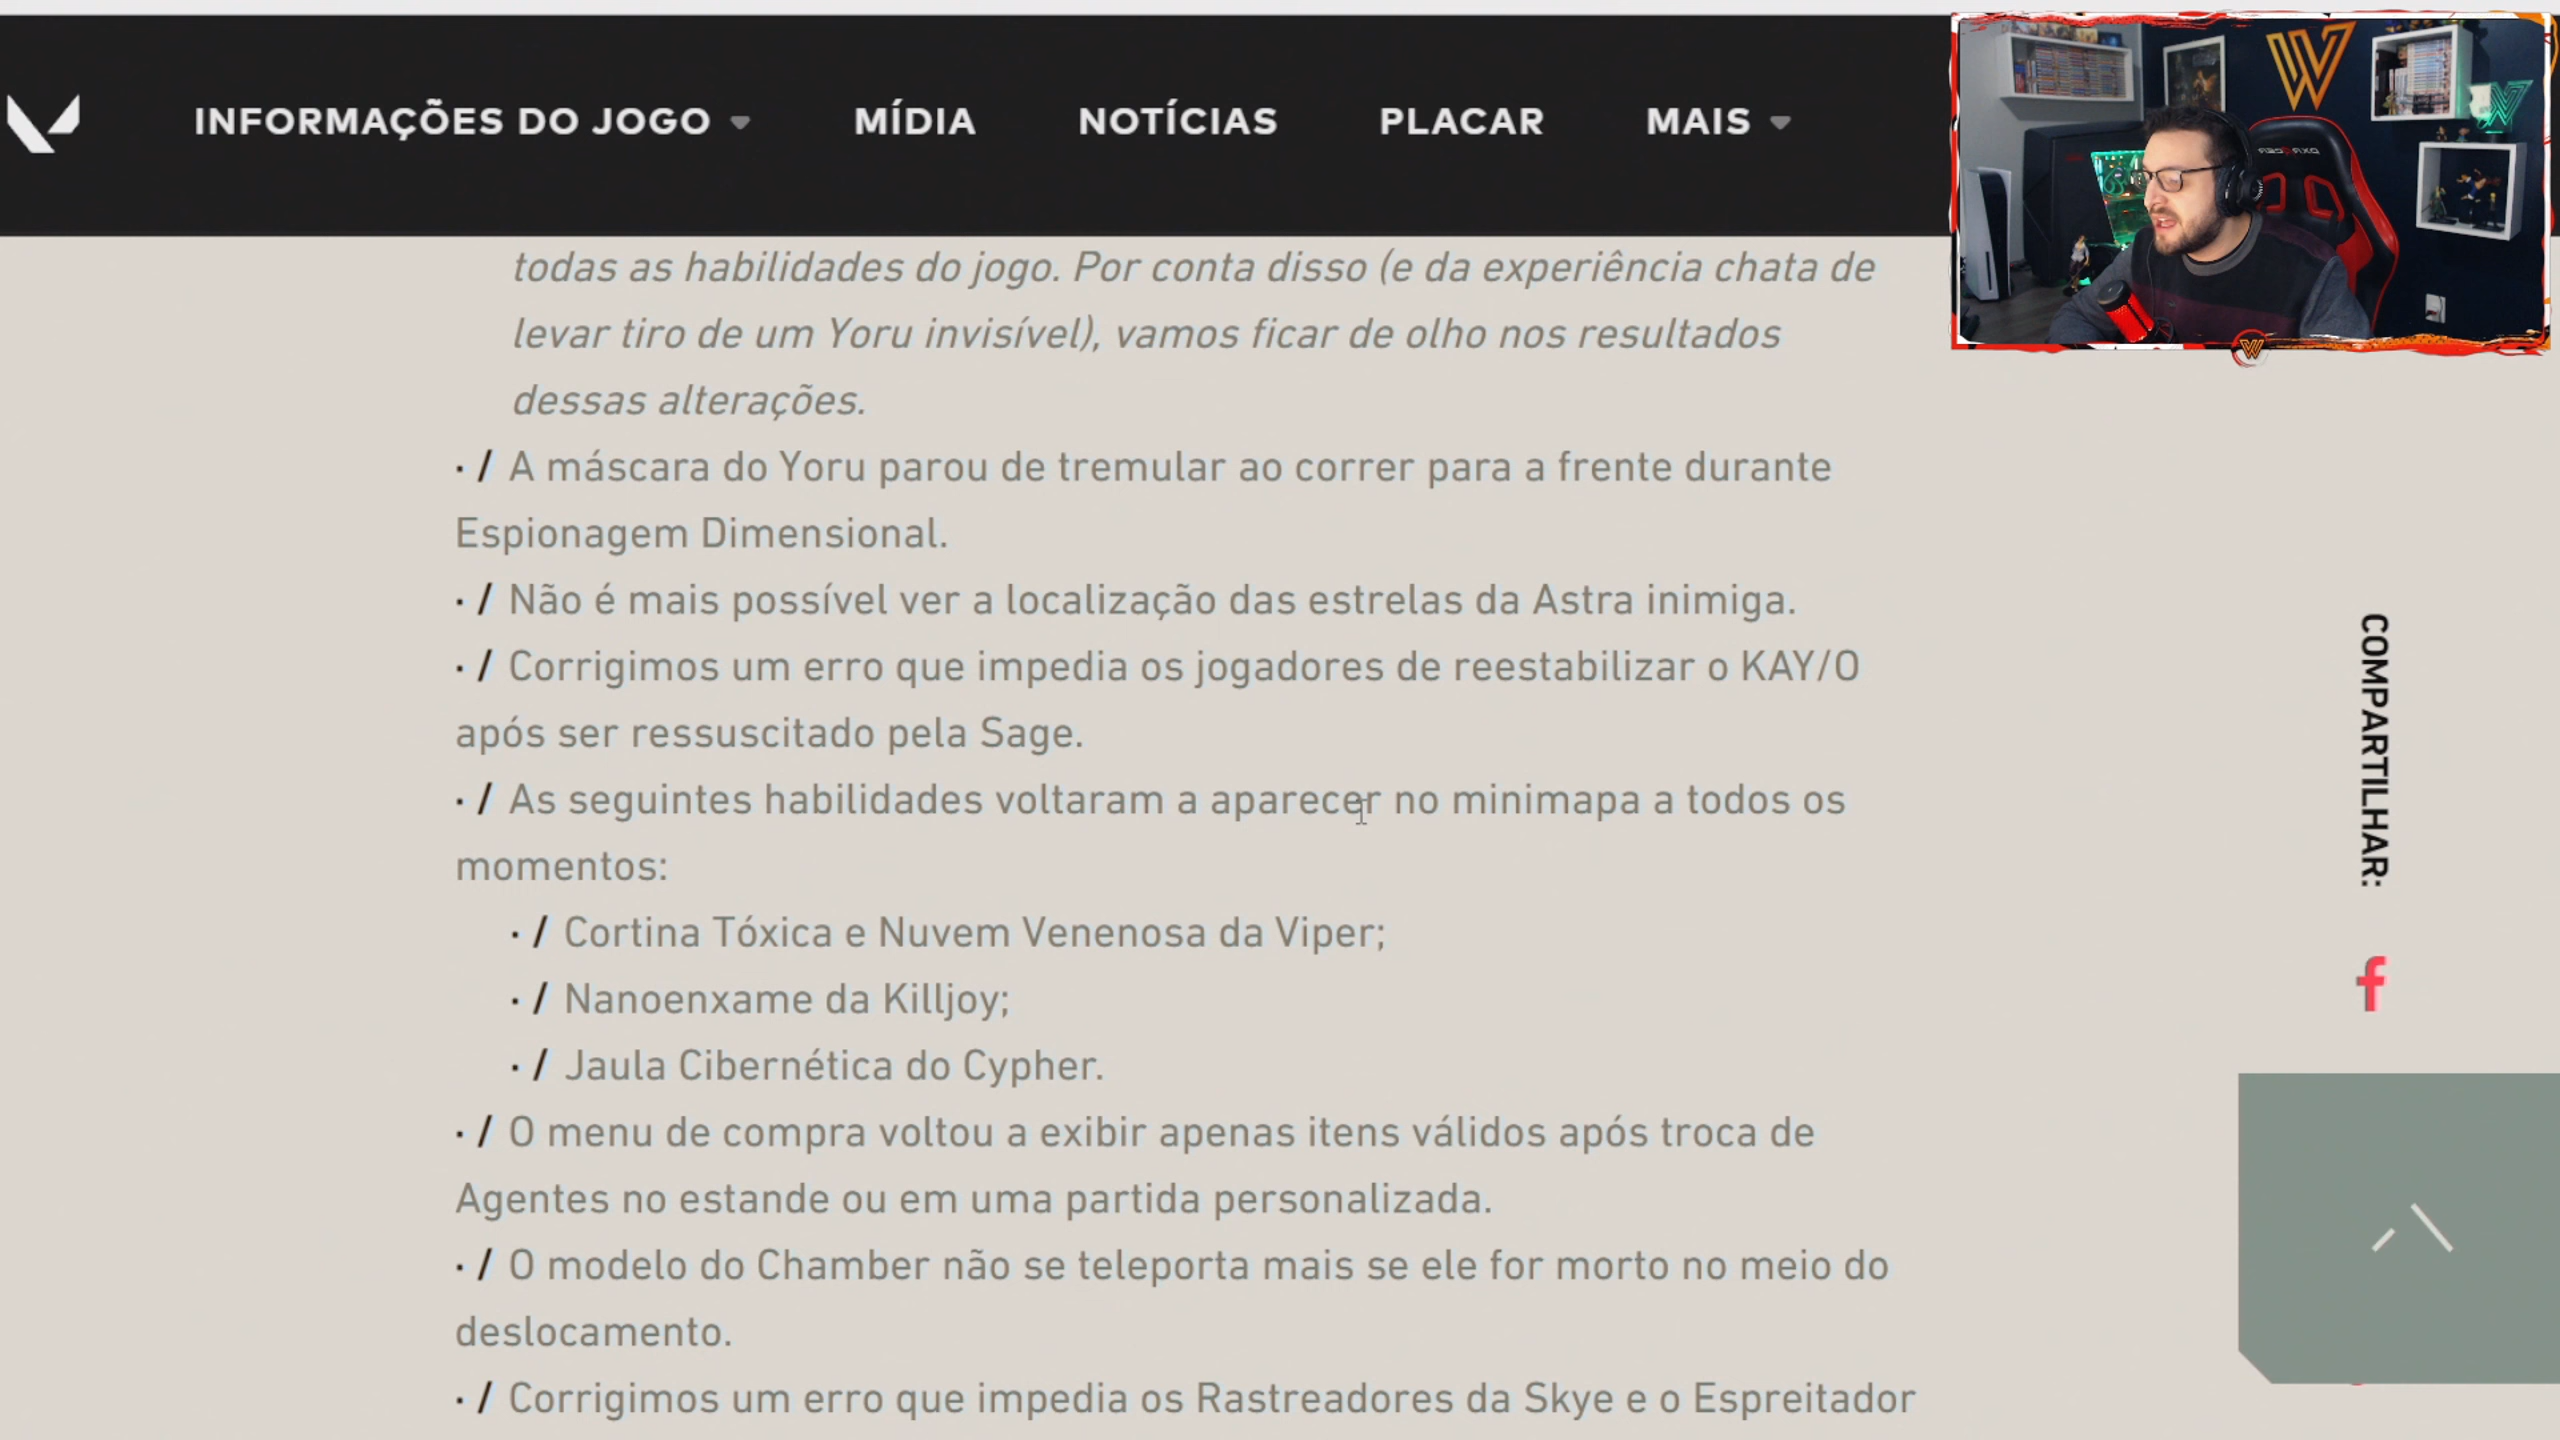 INFORMAÇÕES DO JOGO
MÍDIA
NOTÍCIAS
PLACAR
MAIS
todas as habilidades do jogo. Por conta disso (e da experiência chata de
levar tiro de um Yoru invisível), vamos ficar de olho nos resultados
dessas alterações.
· / A máscara do Yoru parou de tremular ao correr para a frente durante
Espionagem Dimensional.
· / Não é mais possível ver a localização das estrelas da Astra inimiga.
· / Corrigimos um erro que impedia os jogadores de reestabilizar o KAY/O
após ser ressuscitado pela Sage.
· / As seguintes habilidades voltaram a aparecer no minimapa a todos os
momentos:
· / Cortina Tóxica e Nuvem Venenosa da Viper;
· / Nanoenxame da Killjoy;
· / Jaula Cibernética do Cypher.
· / O menu de compra voltou a exibir apenas itens válidos após troca de
Agentes no estande ou em uma partida personalizada.
· / O modelo do Chamber não se teleporta mais se ele for morto no meio do
deslocamento.
· / Corrigimos um erro que impedia os Rastreadores da Skye e o Espreitador
COMPARTILHAR: